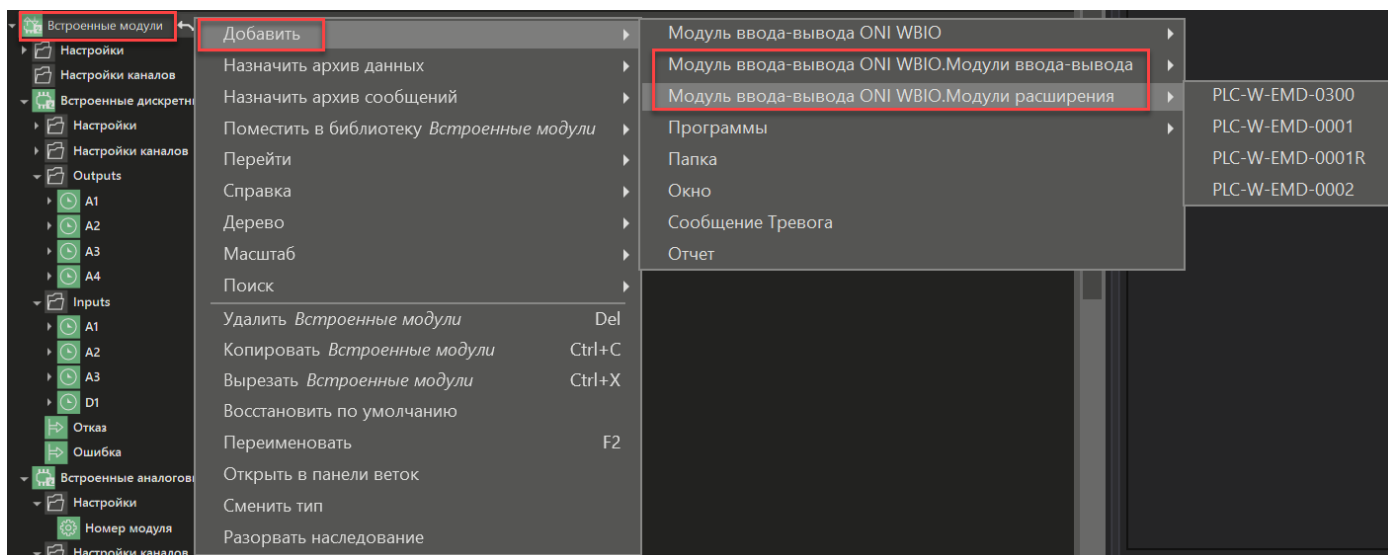 Встроенные модули
Настройки
Настройки каналов
Встроенные дискретн
Настройки
Настройки каналов
Outputs
A1
A2
A3
A4
Inputs
A1
A2
A3
D1
Отказ
Ошибка
Встроенные аналогов
Настройки
Номер модуля
Настройки каналов
Добавить
Назначить архив данных
Назначить архив сообщений
Поместить в библиотеку Встроенные модули
Перейти
Справка
Дерево
Масштаб
Поиск
Удалить Встроенные модули Del
Копировать Встроенные модули Ctrl+C
Вырезать Встроенные модули Ctrl+X
Восстановить по умолчанию
Переименовать F2
Открыть в панели веток
Сменить тип
Разорвать наследование
Модуль ввода-вывода ONI WBIO
Модуль ввода-вывода ONI WBIO.Модули ввода-вывода
Модуль ввода-вывода ONI WBIO.Модули расширения
Программы
Папка
Окно
Сообщение Тревога
Отчет
PLC-W-EMD-0300
PLC-W-EMD-0001
PLC-W-EMD-0001R
PLC-W-EMD-0002